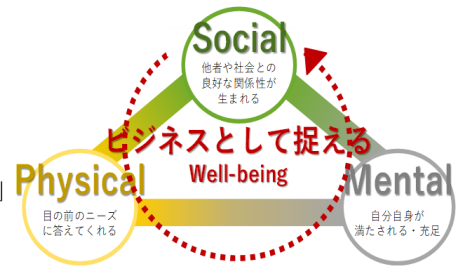 Social
他者や社会との
良好な関係性が
生まれる
ビジネスとして捉える
Well-being
」
Physical
目の前のニーズ
に答えてくれる
Mental
自分自身が
満たされる・充足